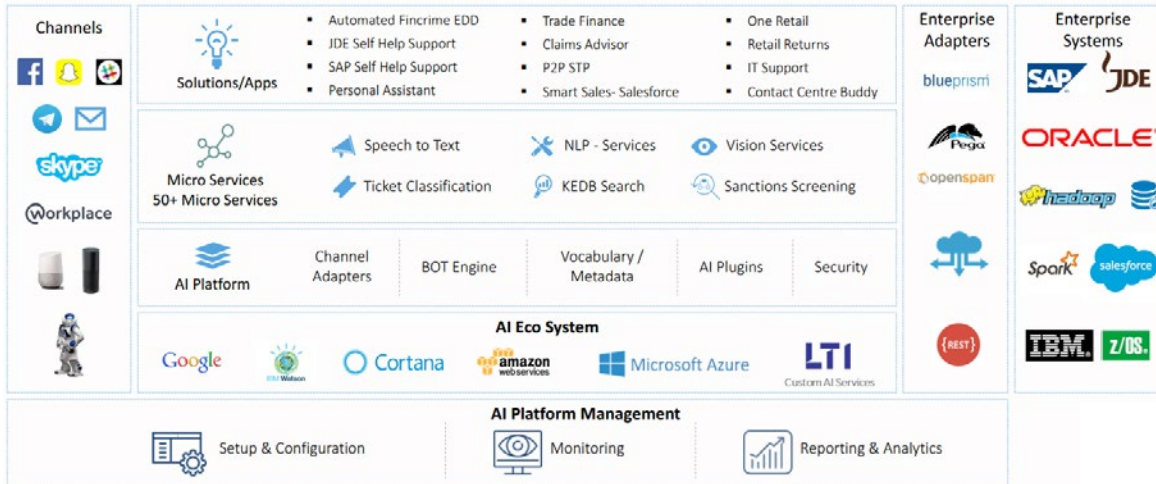 Channels
skype
workplace
Solutions/Apps
Automated Fincrime EDD
JDE Self Help Support
SAP Self Help Support
Personal Assistant
Trade Finance
Claims Advisor
P2P STP
Smart Sales- Salesforce
One Retail
Retail Returns
IT Support
Contact Centre Buddy
Micro Services
50+ Micro Services
Speech to Text
NLP - Services
Vision Services
Ticket Classification
KEDB Search
Sanctions Screening
AI Platform
Channel
Adapters
BOT Engine
Vocabulary /
Metadata
AI Plugins
Security
AI Eco System
Google
IBM Watson
Cortana
amazon
webservices
Microsoft Azure
LTI
Custom AI Services
Enterprise
Adapters
blueprism
Pega
openspan
{REST}
Enterprise
Systems
SAP
JDE
ORACLE
hadoop
Spark
salesforce
IBM
z/OS.
AI Platform Management
Setup & Configuration
Monitoring
Reporting & Analytics